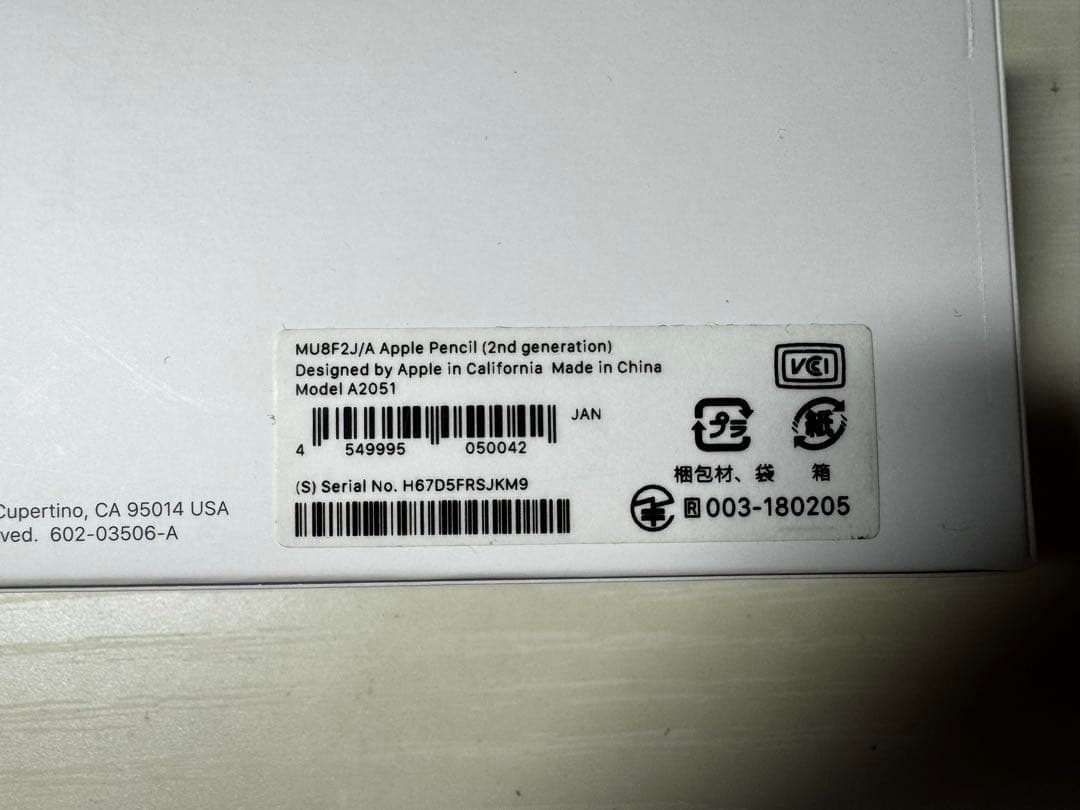 MU8F2J/A Apple Pencil (2nd generation)
Designed by Apple in California Made in China
Model A2051
JAN
4 549995 050042
(S) Serial No. H67D5FRSJKM9
VCCI
プラ
紙
梱包材、袋 箱
R 003-180205
Cupertino, CA 95014 USA
ved. 602-03506-A